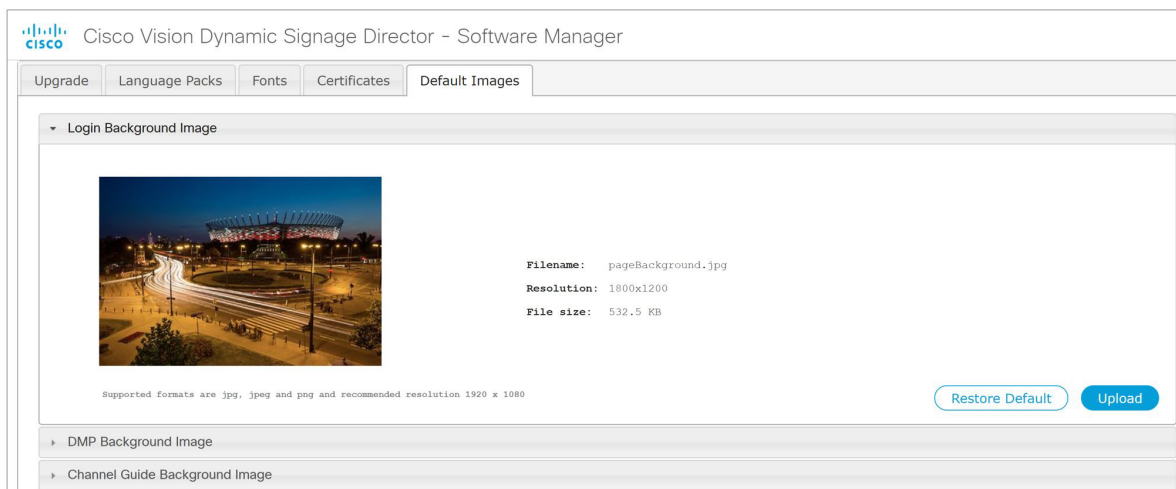 CISCO Cisco Vision Dynamic Signage Director - Software Manager
Upgrade Language Packs Fonts Certificates Default Images
Login Background Image
Filename: pageBackground.jpg
Resolution: 1800x1200
File size: 532.5 KB
Supported formats are jpg, jpeg and png and recommended resolution 1920 x 1080
Restore Default Upload
DMP Background Image
Channel Guide Background Image